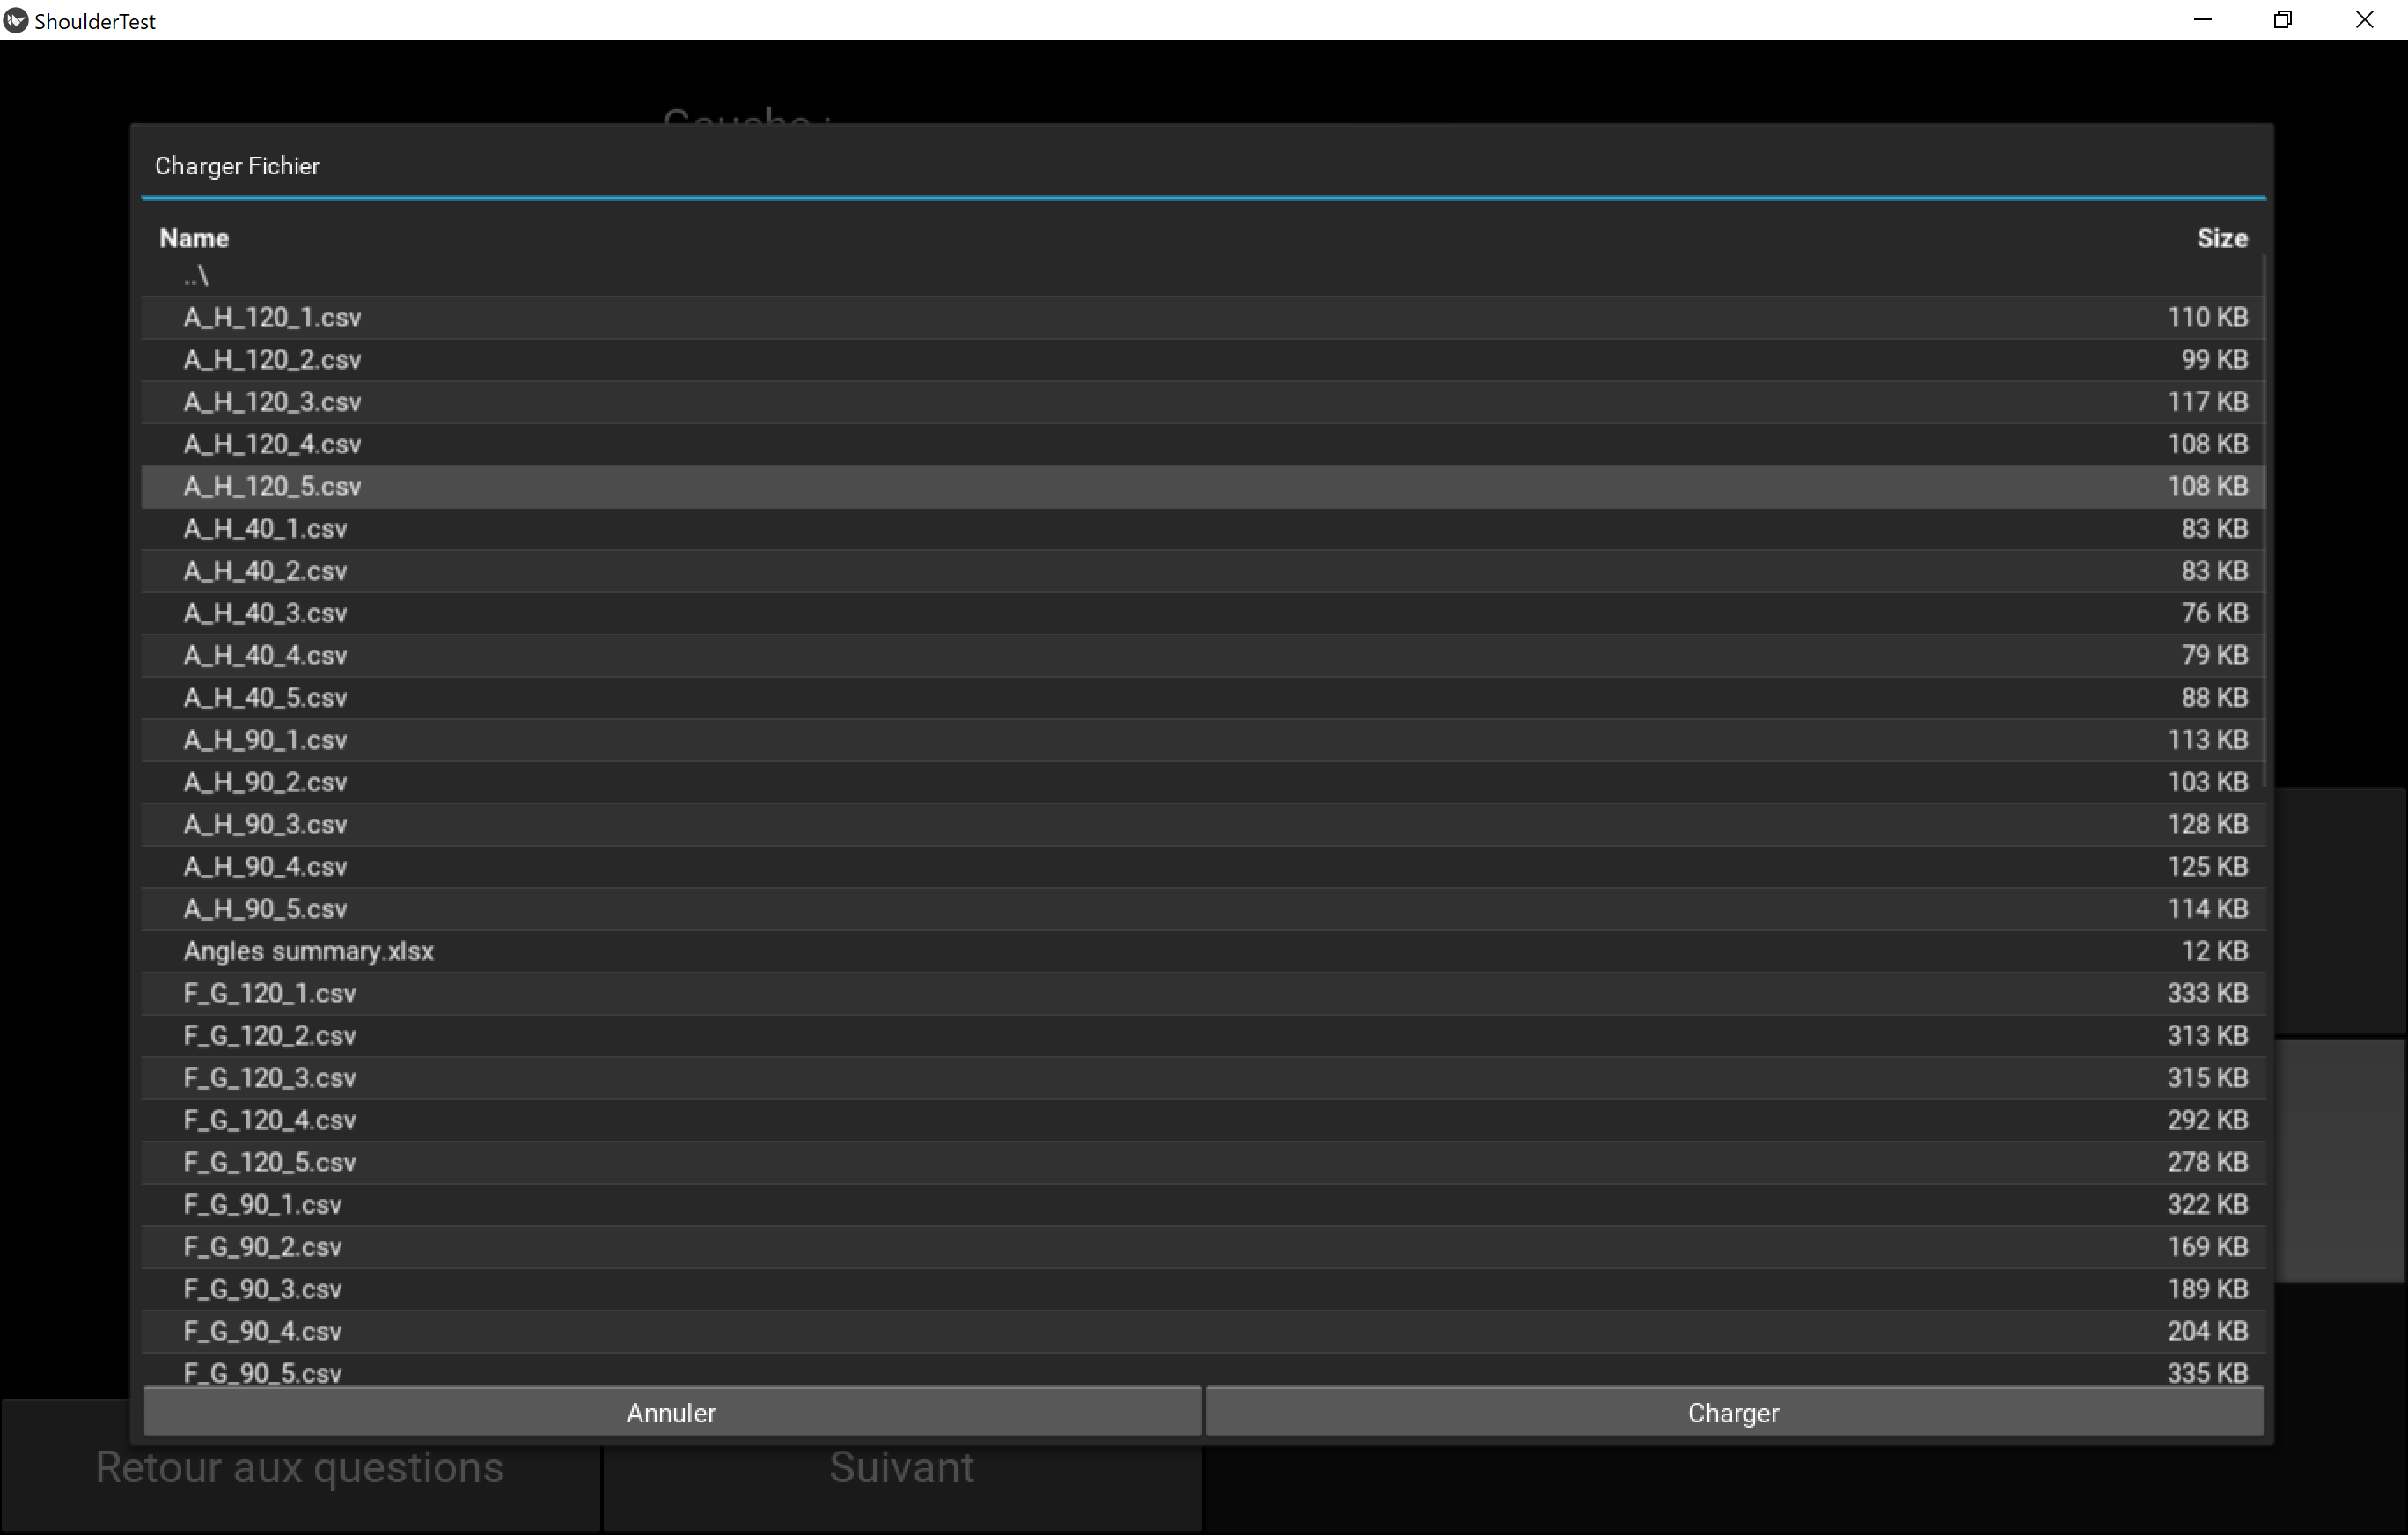 ShoulderTest
Gauche :
Charger Fichier
Name Size
..\
A_H_120_1.csv 110 KB
A_H_120_2.csv 99 KB
A_H_120_3.csv 117 KB
A_H_120_4.csv 108 KB
A_H_120_5.csv 108 KB
A_H_40_1.csv 83 KB
A_H_40_2.csv 83 KB
A_H_40_3.csv 76 KB
A_H_40_4.csv 79 KB
A_H_40_5.csv 88 KB
A_H_90_1.csv 113 KB
A_H_90_2.csv 103 KB
A_H_90_3.csv 128 KB
A_H_90_4.csv 125 KB
A_H_90_5.csv 114 KB
Angles summary.xlsx 12 KB
F_G_120_1.csv 333 KB
F_G_120_2.csv 313 KB
F_G_120_3.csv 315 KB
F_G_120_4.csv 292 KB
F_G_120_5.csv 278 KB
F_G_90_1.csv 322 KB
F_G_90_2.csv 169 KB
F_G_90_3.csv 189 KB
F_G_90_4.csv 204 KB
F_G_90_5.csv 335 KB
Annuler Charger
Retour aux questions Suivant